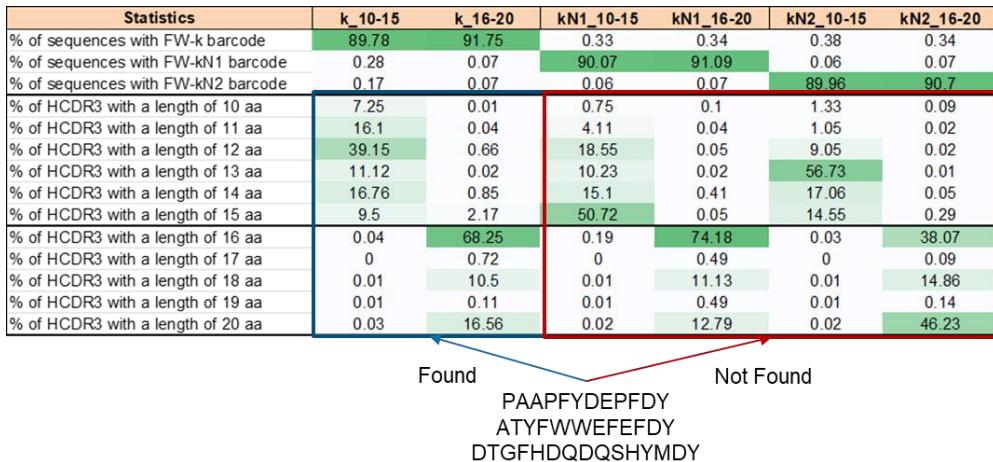 Statistics k_10-15 k_16-20 kN1_10-15 kN1_16-20 kN2_10-15 kN2_16-20
% of sequences with FW-k barcode 89.78 91.75 0.33 0.34 0.38 0.34
% of sequences with FW-kN1 barcode 0.28 0.07 90.07 91.09 0.06 0.07
% of sequences with FW-kN2 barcode 0.17 0.07 0.06 0.07 89.96 90.7
% of HCDR3 with a length of 10 aa 7.25 0.01 0.75 0.1 1.33 0.09
% of HCDR3 with a length of 11 aa 16.1 0.04 4.11 0.04 1.05 0.02
% of HCDR3 with a length of 12 aa 39.15 0.66 18.55 0.05 9.05 0.02
% of HCDR3 with a length of 13 aa 11.12 0.02 10.23 0.02 56.73 0.01
% of HCDR3 with a length of 14 aa 16.76 0.85 15.1 0.41 17.06 0.05
% of HCDR3 with a length of 15 aa 9.5 2.17 50.72 0.05 14.55 0.29
% of HCDR3 with a length of 16 aa 0.04 68.25 0.19 74.18 0.03 38.07
% of HCDR3 with a length of 17 aa 0 0.72 0 0.49 0 0.09
% of HCDR3 with a length of 18 aa 0.01 10.5 0.01 11.13 0.01 14.86
% of HCDR3 with a length of 19 aa 0.01 0.11 0.01 0.49 0.01 0.14
% of HCDR3 with a length of 20 aa 0.03 16.56 0.02 12.79 0.02 46.23
Found Not Found
PAAPFYDEPFDY
ATYFWWEFEFDY
DTGFHDQDQSHYMDY